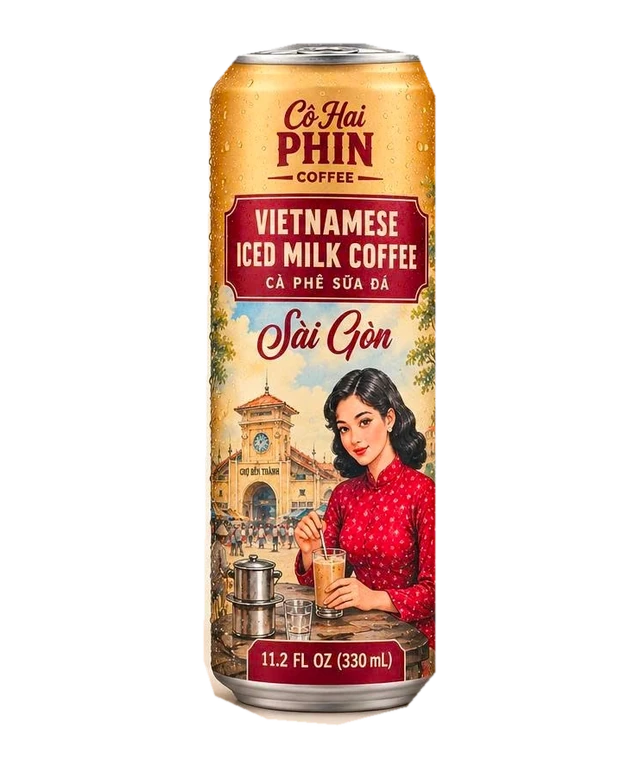 Cô Hai
PHIN
COFFEE
VIETNAMESE
ICED MILK COFFEE
CÀ PHÊ SỮA ĐÁ
Sài Gòn
CHỢ BẾN THÀNH
11.2 FL OZ (330 mL)